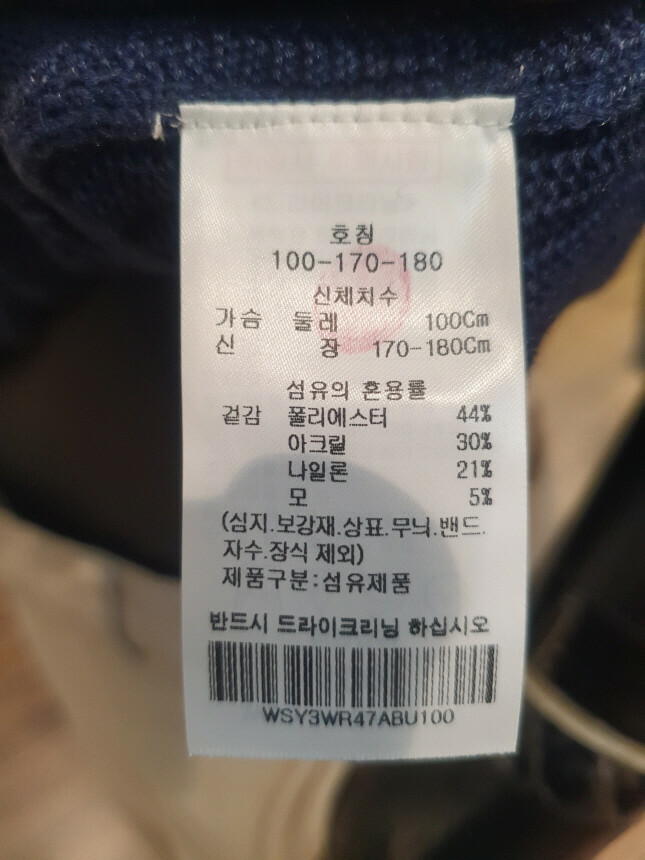 호칭
100-170-180
신체치수
가슴 둘레 100Cm
신 장 170-180Cm
섬유의 혼용률
겉감 폴리에스터 44%
아크릴 30%
나일론 21%
모 5%
(심지.보강재.상표.무늬.밴드.
자수.장식 제외)
제품구분:섬유제품
반드시 드라이크리닝 하십시오
WSY3WR47ABU100